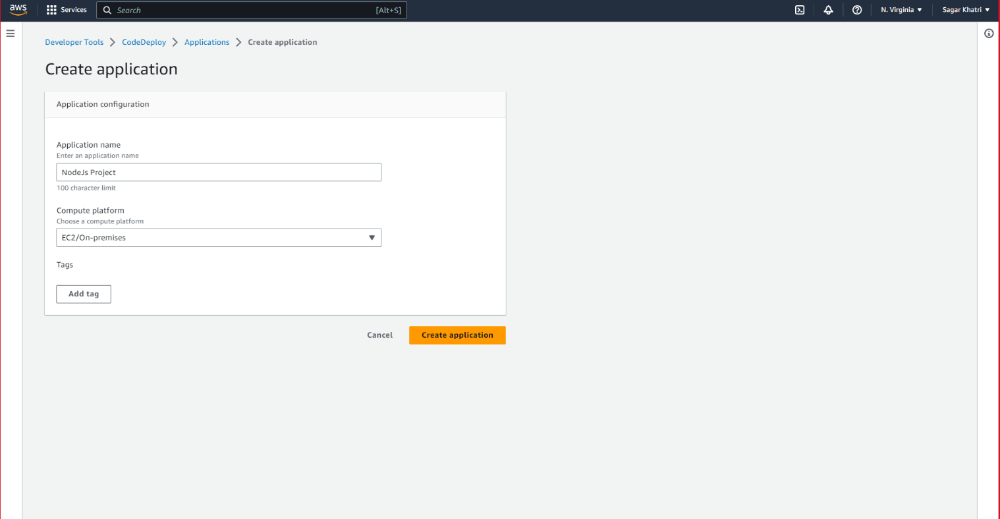 aws Services Search [Alt+S] N. Virginia Sagar Khatri
Developer Tools CodeDeploy Applications Create application
Create application
Application configuration
Application name
Enter an application name
NodeJs Project
100 character limit
Compute platform
Choose a compute platform
EC2/On-premises
Tags
Add tag
Cancel Create application